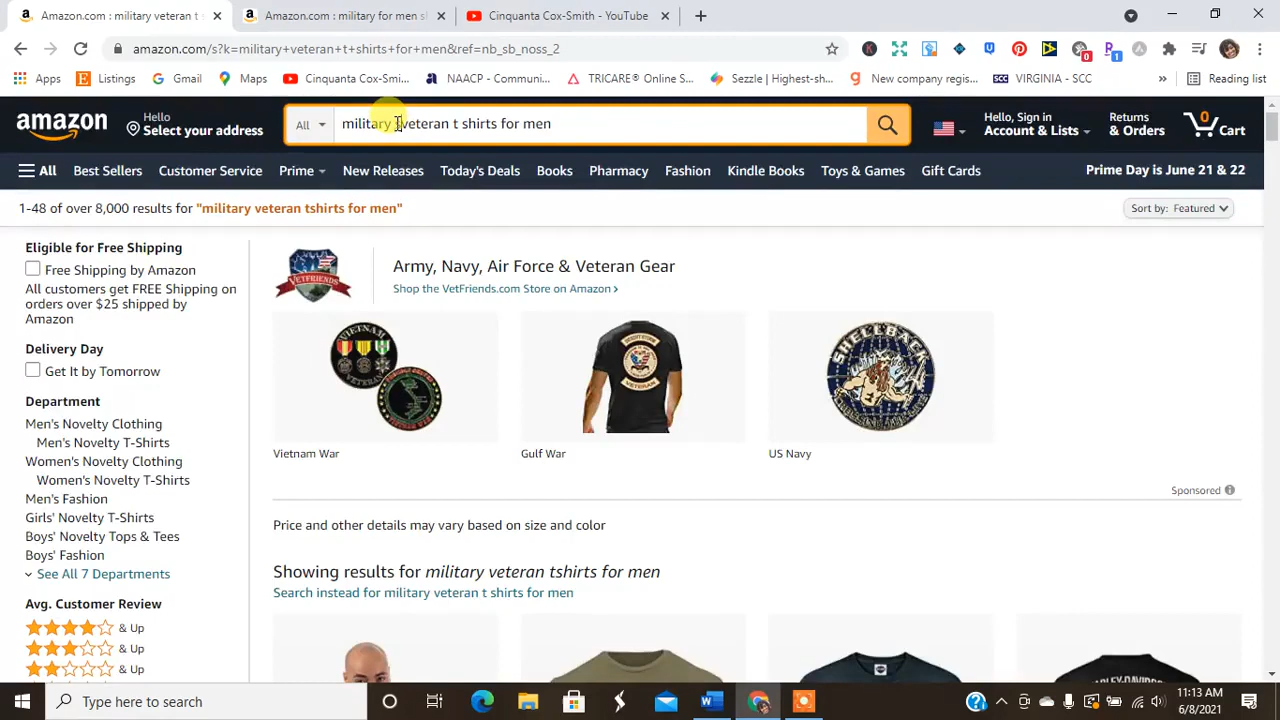 Amazon.com : military veteran t s
Amazon.com : military for men s
Cinquanta Cox-Smith - YouTube
amazon.com/s?k=military+veteran+t+shirts+for+men&ref=nb_sb_noss_2
Apps
Listings
Gmail
Maps
Cinquanta Cox-Smi...
NAACP - Communi...
TRICARE® Online S...
Sezzle | Highest-sh...
New company regis...
VIRGINIA - SCC
Reading list
amazon
Hello
Select your address
All
military veteran t shirts for men
Hello, Sign in
Account & Lists
Returns
& Orders
0
Cart
All
Best Sellers
Customer Service
Prime
New Releases
Today's Deals
Books
Pharmacy
Fashion
Kindle Books
Toys & Games
Gift Cards
Prime Day is June 21 & 22
1-48 of over 8,000 results for "military veteran tshirts for men"
Sort by: Featured
Eligible for Free Shipping
Free Shipping by Amazon
All customers get FREE Shipping on
orders over $25 shipped by
Amazon
Delivery Day
Get It by Tomorrow
Department
Men's Novelty Clothing
Men's Novelty T-Shirts
Women's Novelty Clothing
Women's Novelty T-Shirts
Men's Fashion
Girls' Novelty T-Shirts
Boys' Novelty Tops & Tees
Boys' Fashion
See All 7 Departments
Avg. Customer Review
& Up
& Up
& Up
VETFRIENDS
Army, Navy, Air Force & Veteran Gear
Shop the VetFriends.com Store on Amazon ›
VIETNAM
VETERAN
DESERT STORM
VETERAN
SHELLBACK
Vietnam War
Gulf War
US Navy
Sponsored
Price and other details may vary based on size and color
Showing results for military veteran tshirts for men
Search instead for military veteran t shirts for men
HARLEY-DAVIDSON
Type here to search
11:13 AM
6/8/2021